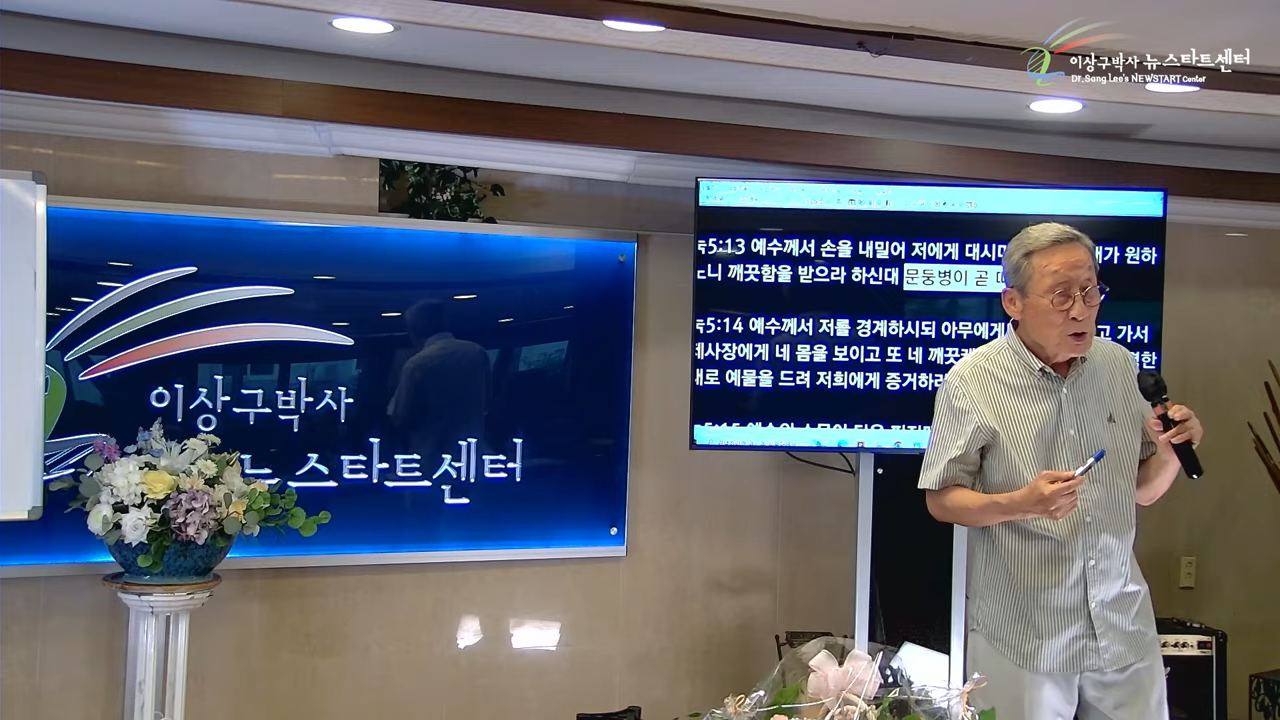 이상구박사 뉴스타트센터
Dr. Sang Lee's NEWSTART Center
5:13 예수께서 손을 내밀어 저에게 대시며 원하
깨끗함을 받으라 하신대 문둥병이 곧
5:14 예수께서 저를 경계하시되 아무에게 고 가서
제사장에게 네 몸을 보이고 또 네 깨끗
대로 예물을 드려 저희에게 증거하라
이상구박사
뉴스타트센터